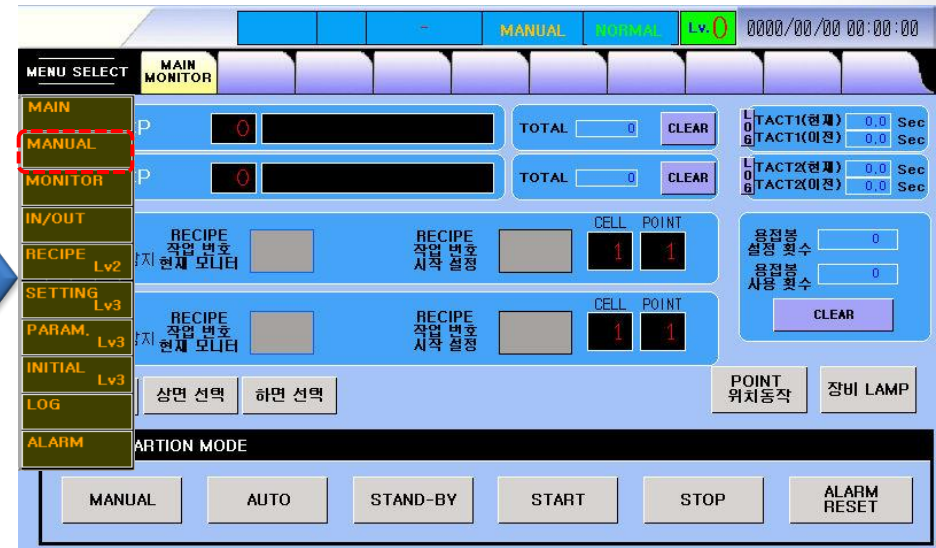 - MANUAL NORMAL Lv.0 0000/00/00 00:00:00
MENU SELECT MAIN MONITOR
MAIN
MANUAL
MONITOR
IN/OUT
RECIPE Lv2
SETTING Lv3
PARAM. Lv3
INITIAL Lv3
LOG
ALARM
P 0 TOTAL 0 CLEAR
LOG TACT1(현재) 0.0 Sec
TACT1(이전) 0.0 Sec
P 0 TOTAL 0 CLEAR
LOG TACT2(현재) 0.0 Sec
TACT2(이전) 0.0 Sec
지
RECIPE
작업 번호
현재 모니터
RECIPE
작업 번호
시작 설정
CELL POINT
1 1
지
RECIPE
작업 번호
현재 모니터
RECIPE
작업 번호
시작 설정
CELL POINT
1 1
용접봉
설정 횟수 0
용접봉
사용 횟수 0
CLEAR
상면 선택 하면 선택
POINT
위치동작
장비 LAMP
ARTION MODE
MANUAL AUTO STAND-BY START STOP ALARM RESET